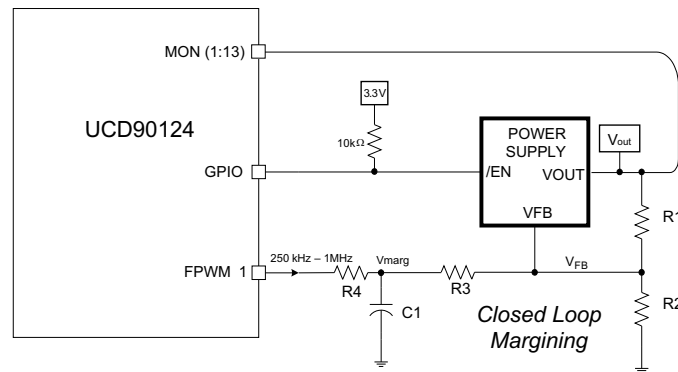 MON (1:13)
3.3V
UCD90124
10kΩ
POWER
SUPPLY
Vout
GPIO
/EN
VOUT
R1
VFB
250 kHz – 1MHz
Vmarg
VFB
FPWM 1
R4
R3
R2
C1
Closed Loop
Margining